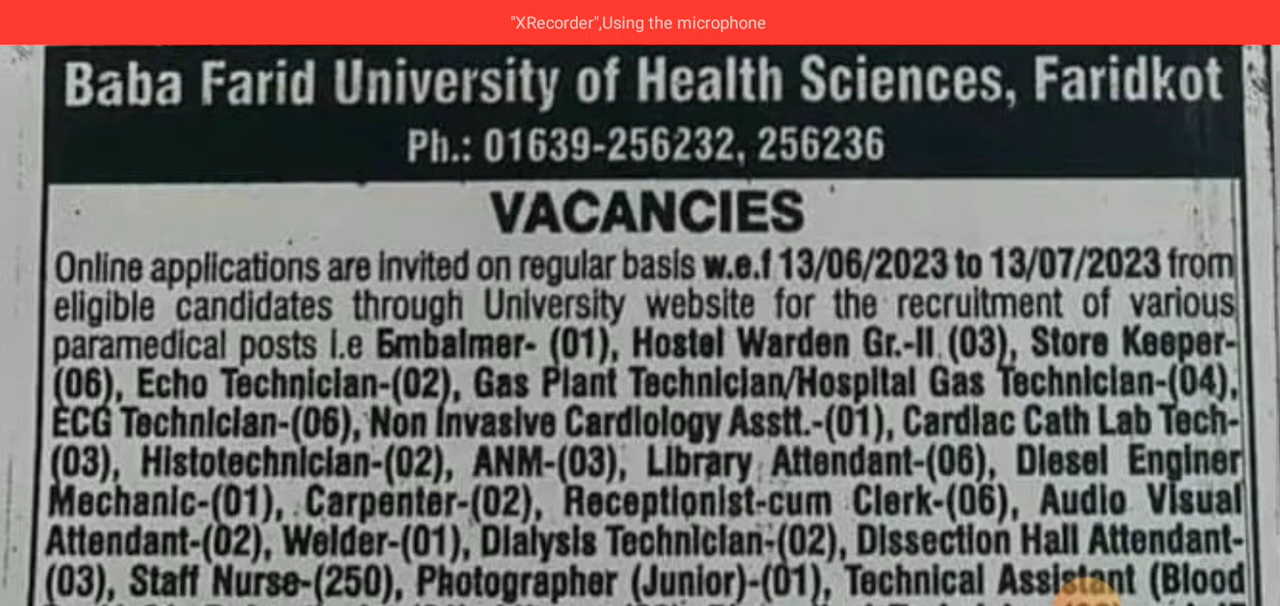 "XRecorder",Using the microphone
Baba Farid University of Health Sciences, Faridkot
Ph.: 01639-256232, 256236
VACANCIES
Online applications are invited on regular basis w.e.f 13/06/2023 to 13/07/2023 from
eligible candidates through University website for the recruitment of various
paramedical posts i.e Embalmer- (01), Hostel Warden Gr.-II (03), Store Keeper-
(06), Echo Technician-(02), Gas Plant Technician/Hospital Gas Technician-(04),
ECG Technician-(06), Non Invasive Cardiology Asstt.-(01), Cardiac Cath Lab Tech-
(03), Histotechnician-(02), ANM-(03), Library Attendant-(06), Diesel Enginer
Mechanic-(01), Carpenter-(02), Receptionist-cum Clerk-(06), Audio Visual
Attendant-(02), Welder-(01), Dialysis Technician-(02), Dissection Hall Attendant-
(03), Staff Nurse-(250), Photographer (Junior)-(01), Technical Assistant (Blood